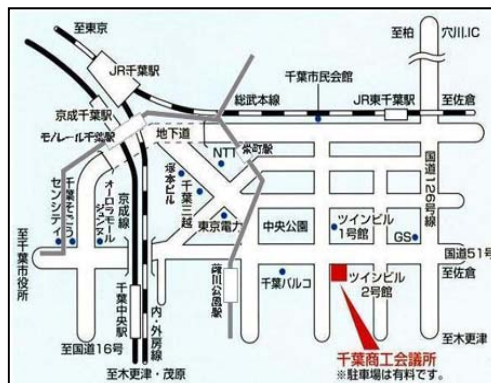 至東京
至柏
穴川.IC
JR千葉駅
千葉市民会館
京成千葉駅
総武本線
JR東千葉駅
至佐倉
モノレール千葉駅
地下道
NTT
栄町駅
塚本ビル
千葉三越
国道126号線
センシティ
千葉そごう
オーロラモール
ジュンヌ
京成線
東京電力
中央公園
ツインビル
1号館
GS
国道51号
至千葉市役所
至佐倉
千葉中央駅
内・外房線
葭川公園駅
千葉パルコ
ツインビル
2号館
至国道16号
至木更津
千葉商工会議所
至木更津・茂原
※駐車場は有料です。